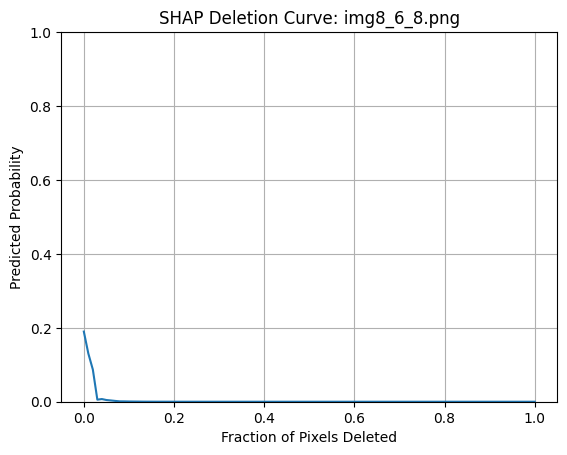 SHAP Deletion Curve: img8_6_8.png
1.0
0.8
0.6
0.4
0.2
0.0
Predicted Probability
0.0 0.2 0.4 0.6 0.8 1.0
Fraction of Pixels Deleted